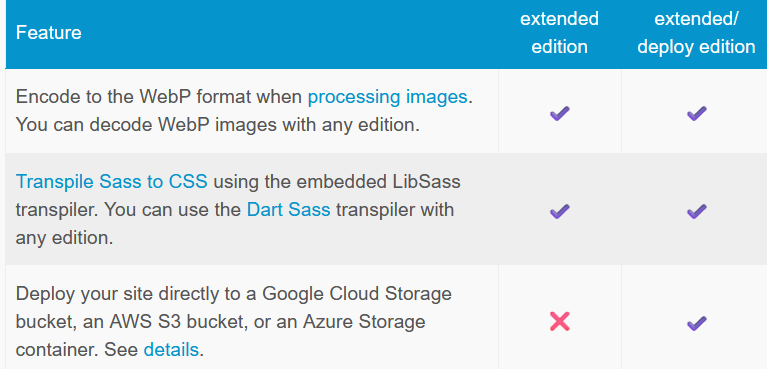 Feature
extended
edition
extended/
deploy edition
Encode to the WebP format when processing images.
You can decode WebP images with any edition.
Transpile Sass to CSS using the embedded LibSass
transpiler. You can use the Dart Sass transpiler with
any edition.
Deploy your site directly to a Google Cloud Storage
bucket, an AWS S3 bucket, or an Azure Storage
container. See details.